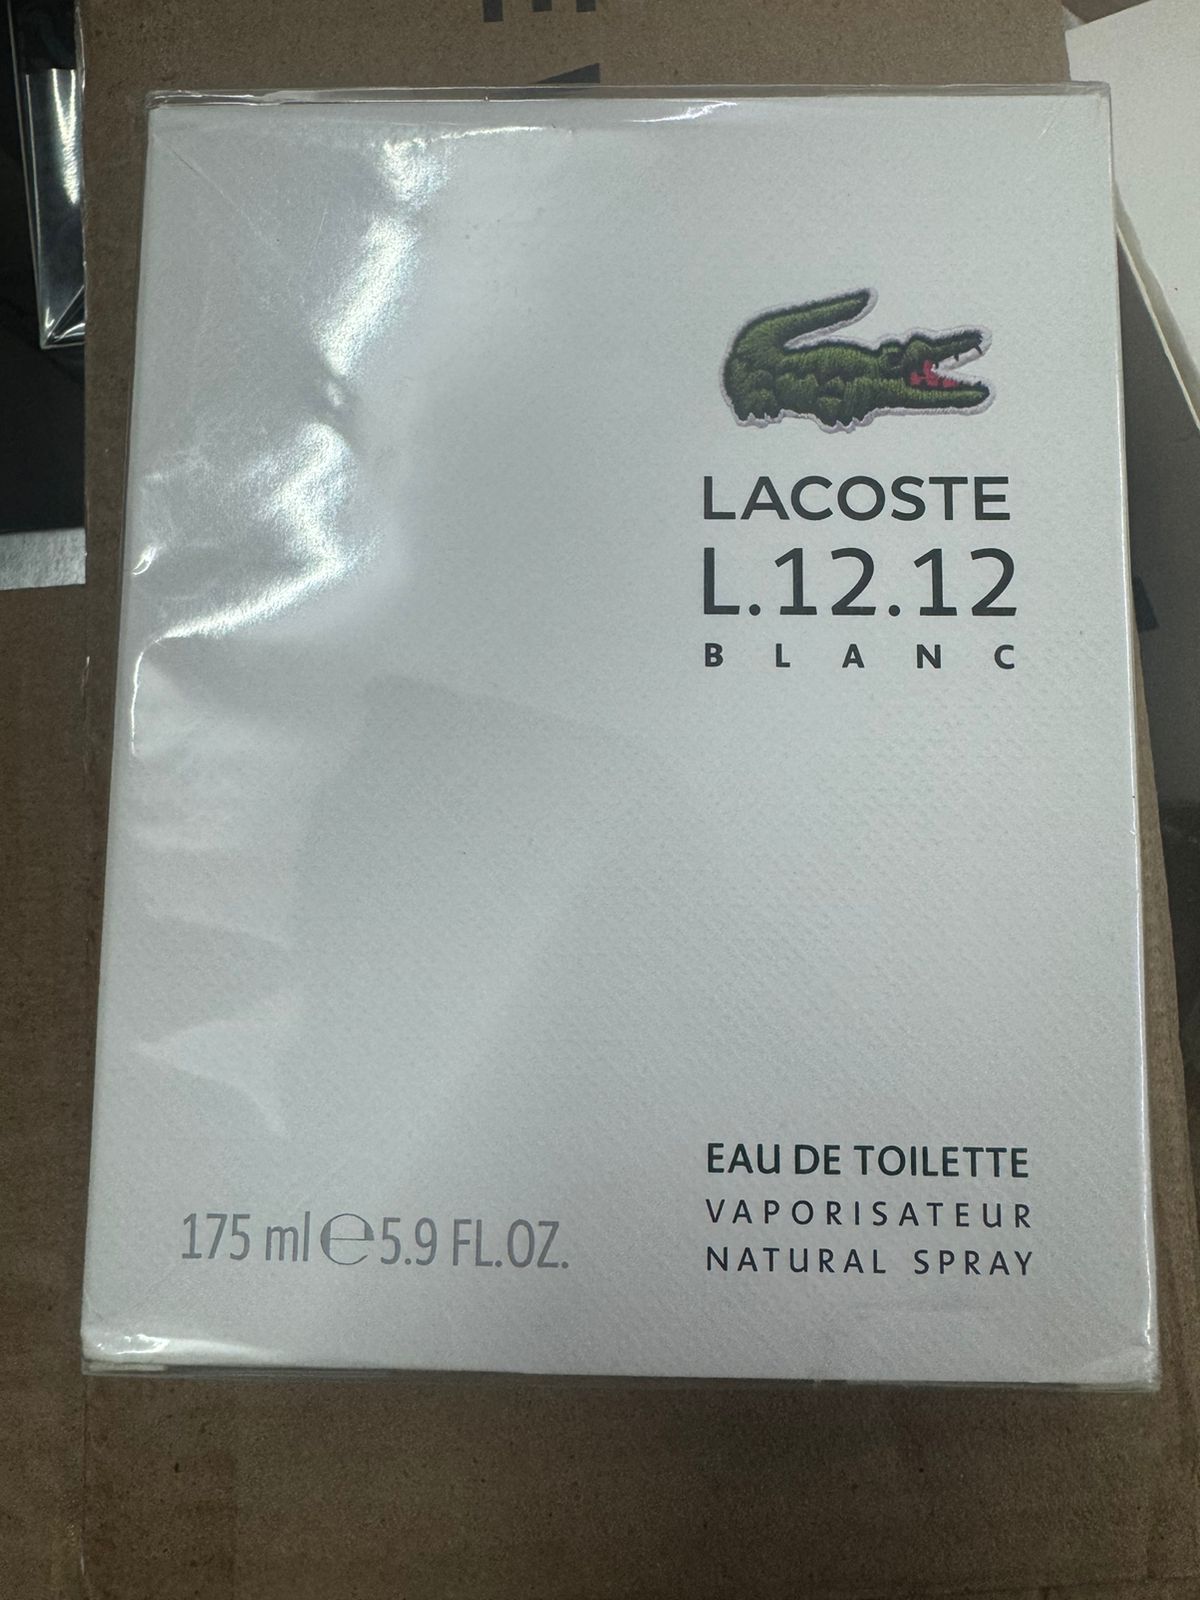 LACOSTE
L.12.12
BLANC
EAU DE TOILETTE
VAPORISATEUR
NATURAL SPRAY
175 ml ℮ 5.9 FL.OZ.